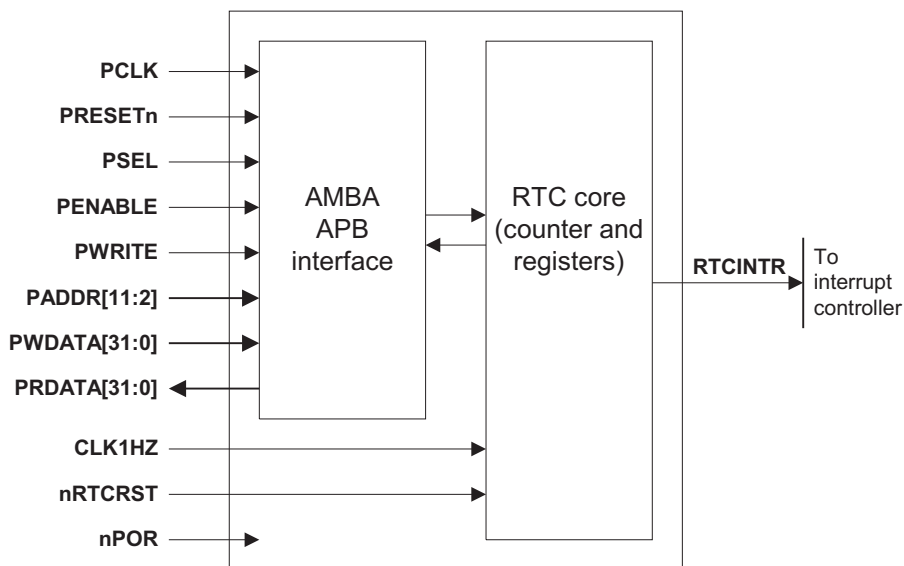 PCLK
PRESETn
PSEL
PENABLE
PWRITE
PADDR[11:2]
PWDATA[31:0]
PRDATA[31:0]
CLK1HZ
nRTCRST
nPOR
AMBA
APB
interface
RTC core
(counter and
registers)
RTCINTR
To
interrupt
controller